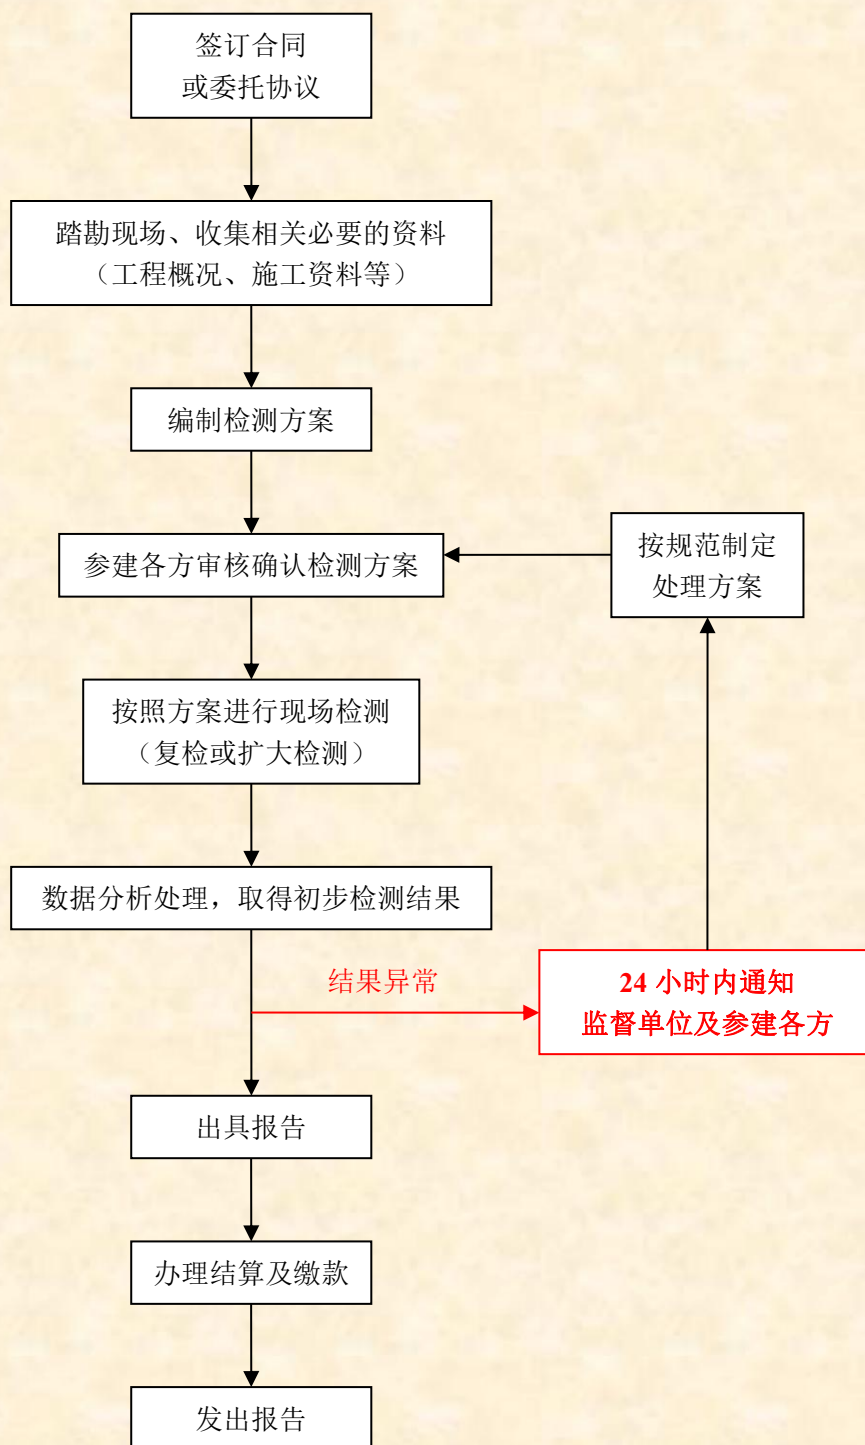 签订合同
或委托协议
踏勘现场、收集相关必要的资料
（工程概况、施工资料等）
编制检测方案
参建各方审核确认检测方案
按规范制定
处理方案
按照方案进行现场检测
（复检或扩大检测）
数据分析处理，取得初步检测结果
结果异常
24 小时内通知
监督单位及参建各方
出具报告
办理结算及缴款
发出报告